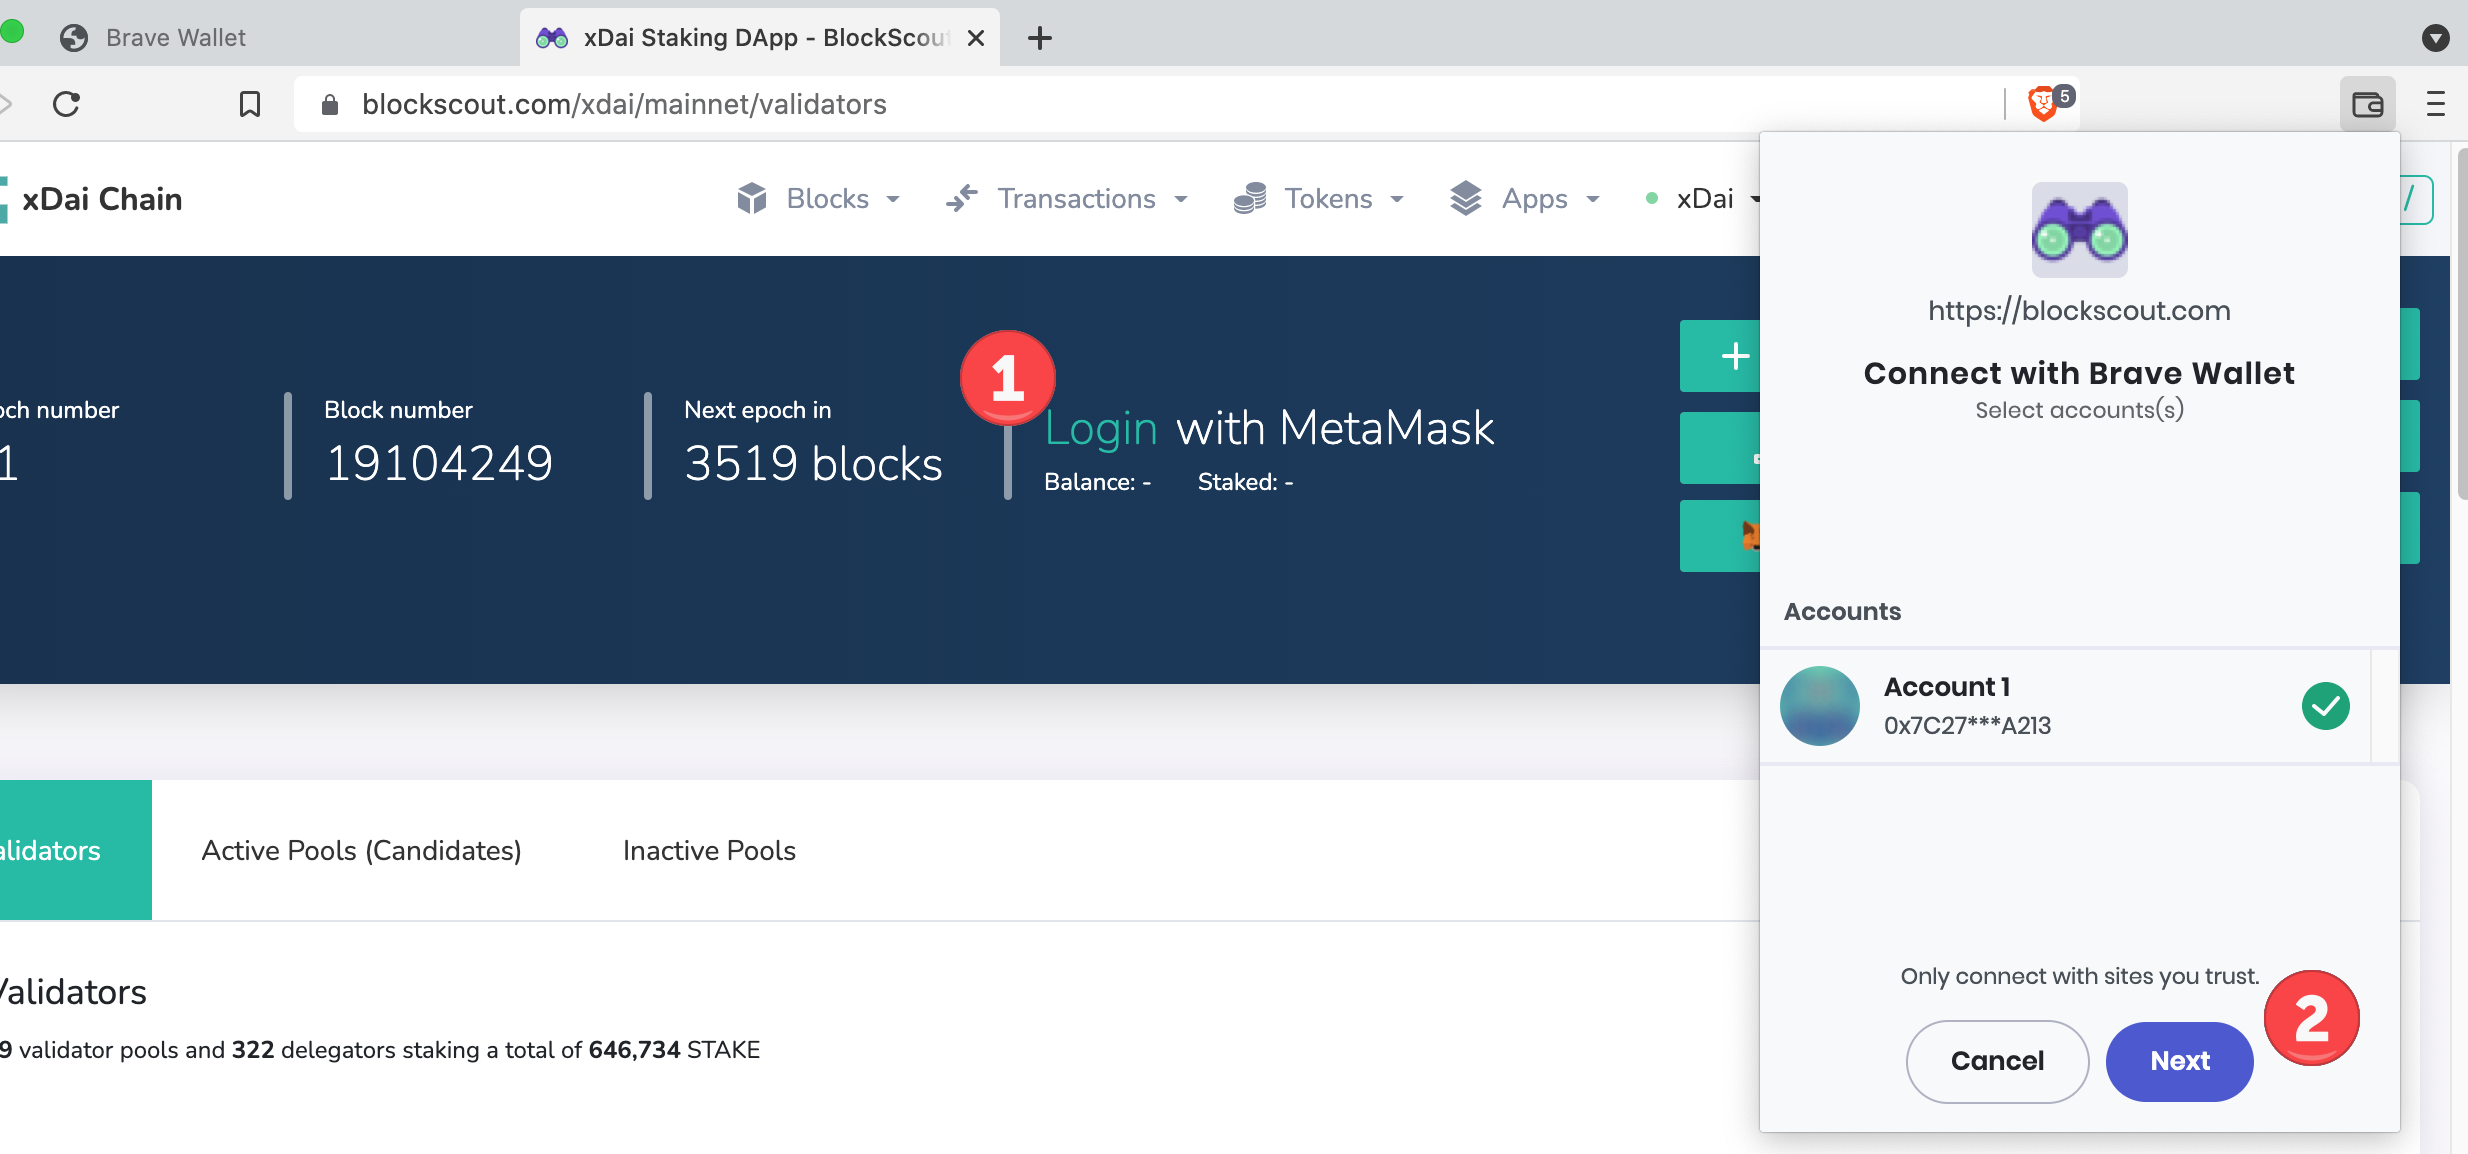 Brave Wallet
xDai Staking DApp - BlockScout
blockscout.com/xdai/mainnet/validators
5
xDai Chain
Blocks
Transactions
Tokens
Apps
xDai
/
och number
1
Block number
19104249
Next epoch in
3519 blocks
1
Login with MetaMask
Balance: -
Staked: -
+
alidators
Active Pools (Candidates)
Inactive Pools
Validators
9 validator pools and 322 delegators staking a total of 646,734 STAKE
https://blockscout.com
Connect with Brave Wallet
Select accounts(s)
Accounts
Account 1
0x7C27***A213
Only connect with sites you trust.
2
Cancel
Next